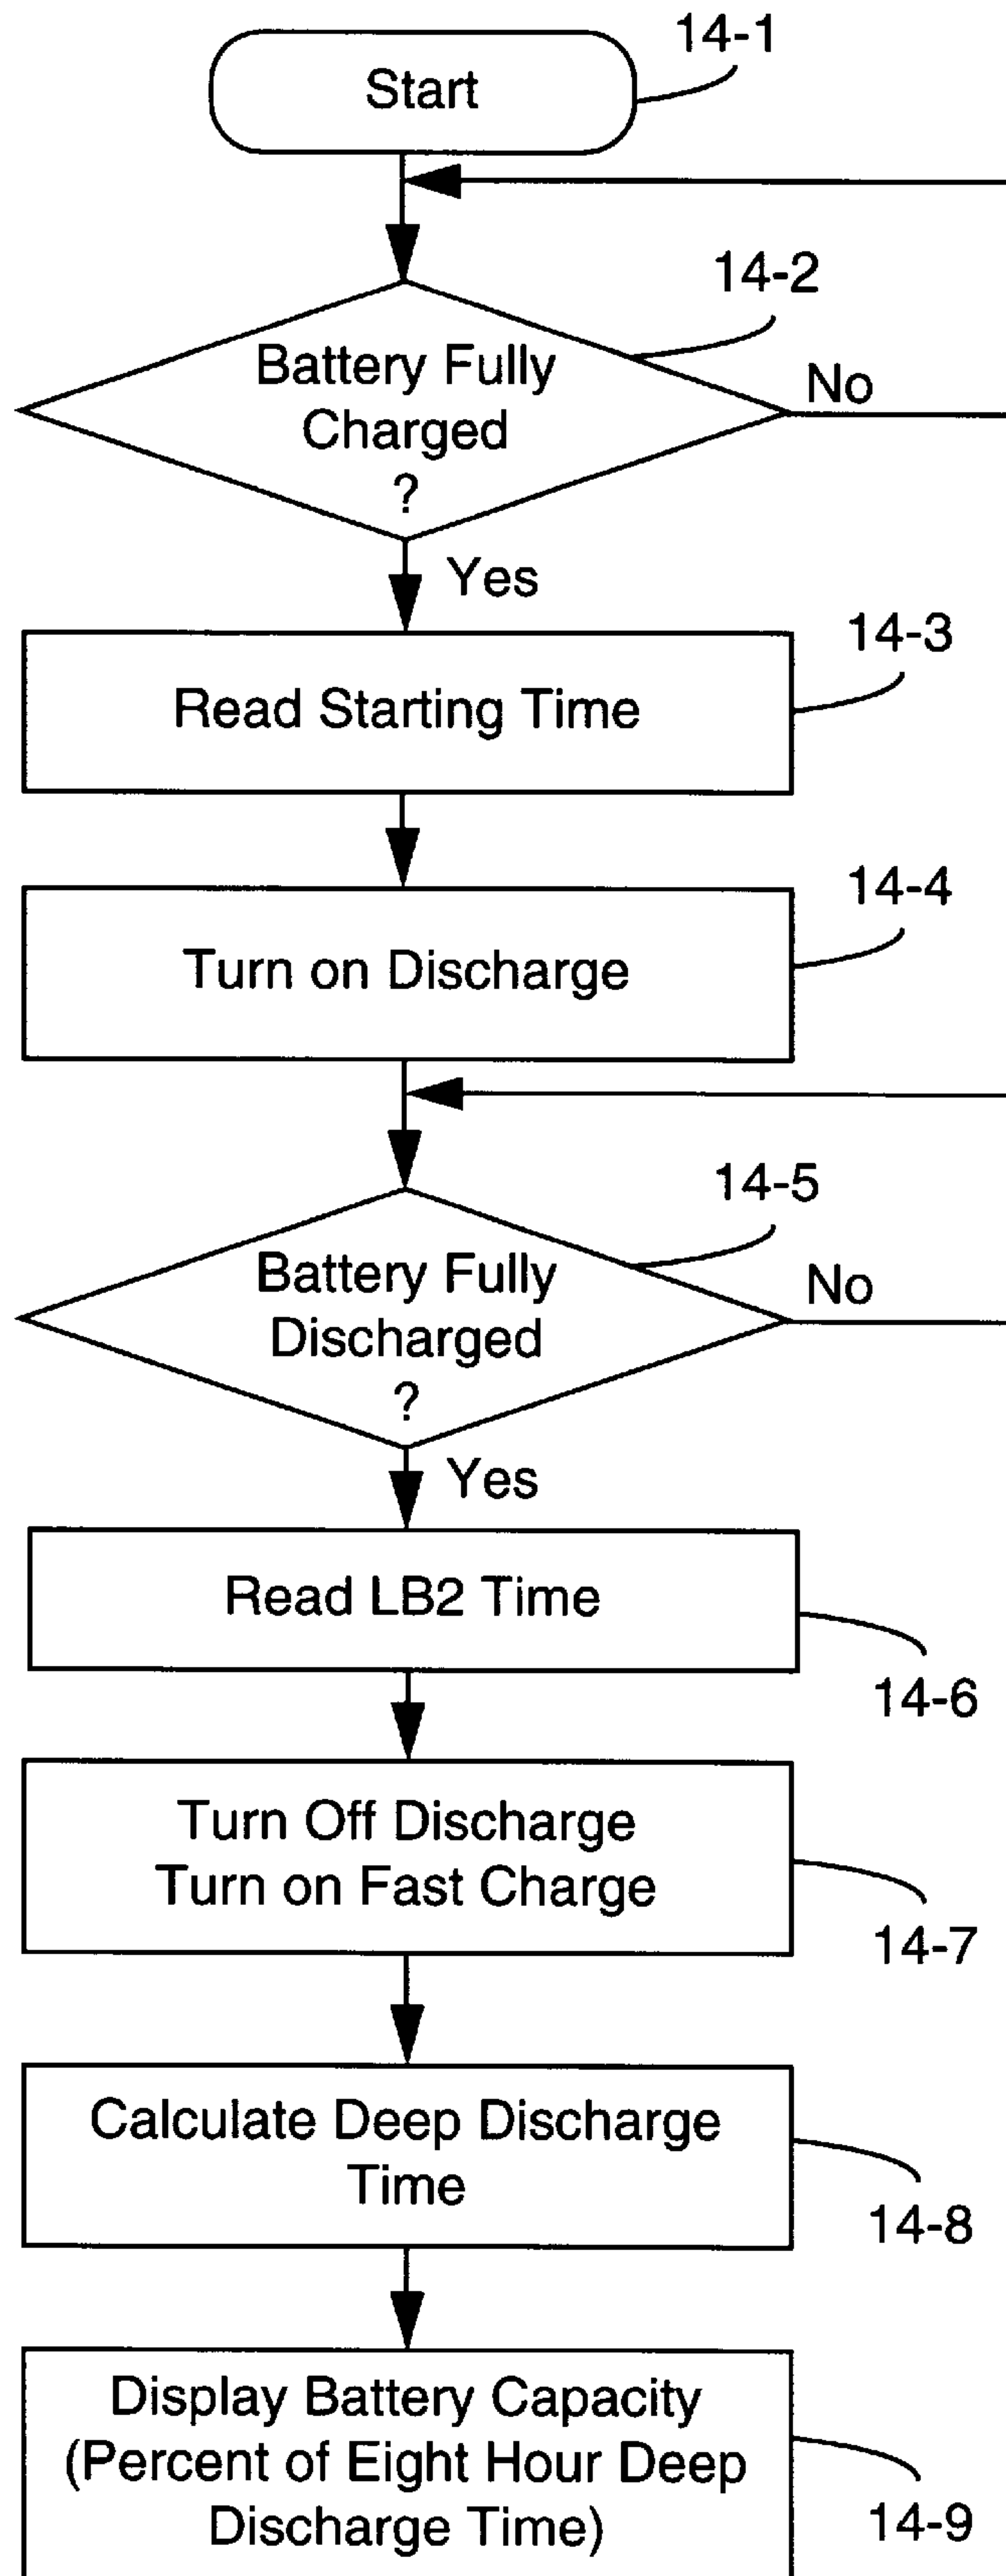 14-1
Start
14-2
Battery Fully
Charged
?
No
Yes
14-3
Read Starting Time
14-4
Turn on Discharge
14-5
Battery Fully
Discharged
?
No
Yes
Read LB2 Time
14-6
Turn Off Discharge
Turn on Fast Charge
14-7
Calculate Deep Discharge
Time
14-8
Display Battery Capacity
(Percent of Eight Hour Deep
Discharge Time)
14-9